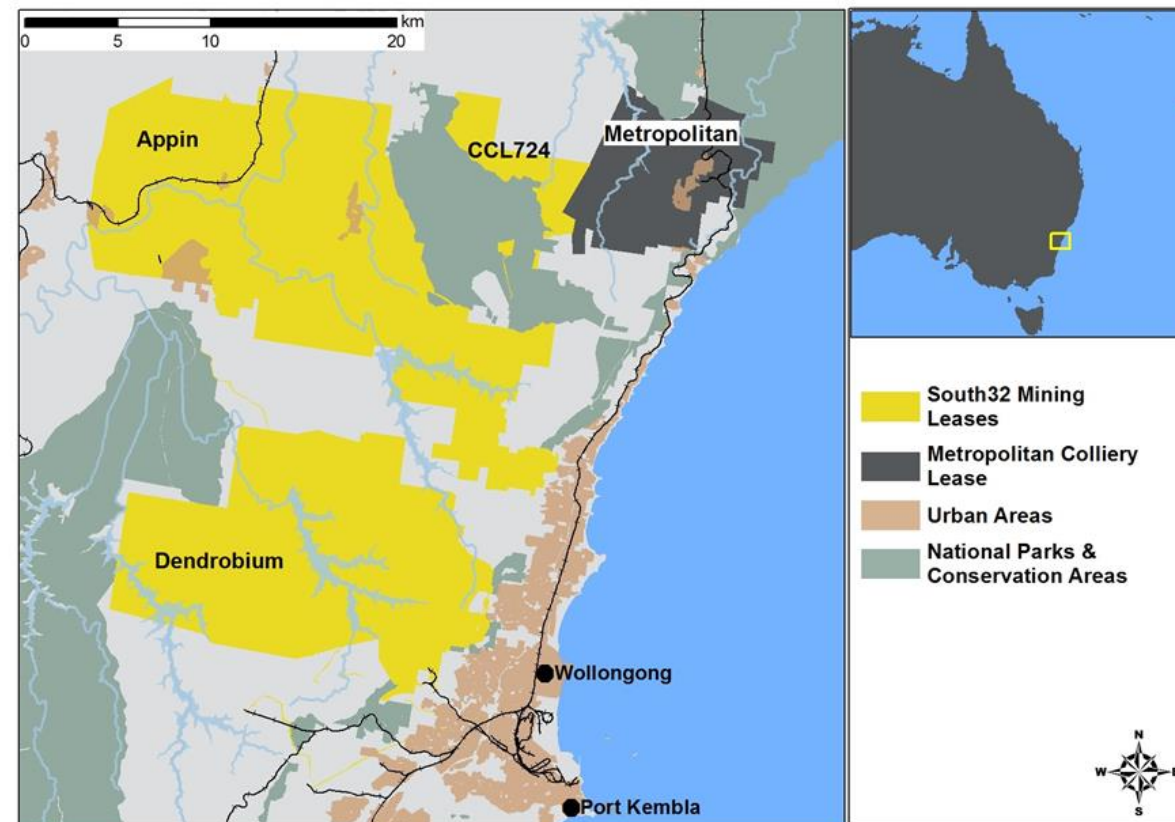 km
0 5 10 20
Appin
CCL724
Metropolitan
Dendrobium
Wollongong
Port Kembla
South32 Mining
Leases
Metropolitan Colliery
Lease
Urban Areas
National Parks &
Conservation Areas
N
W E
S